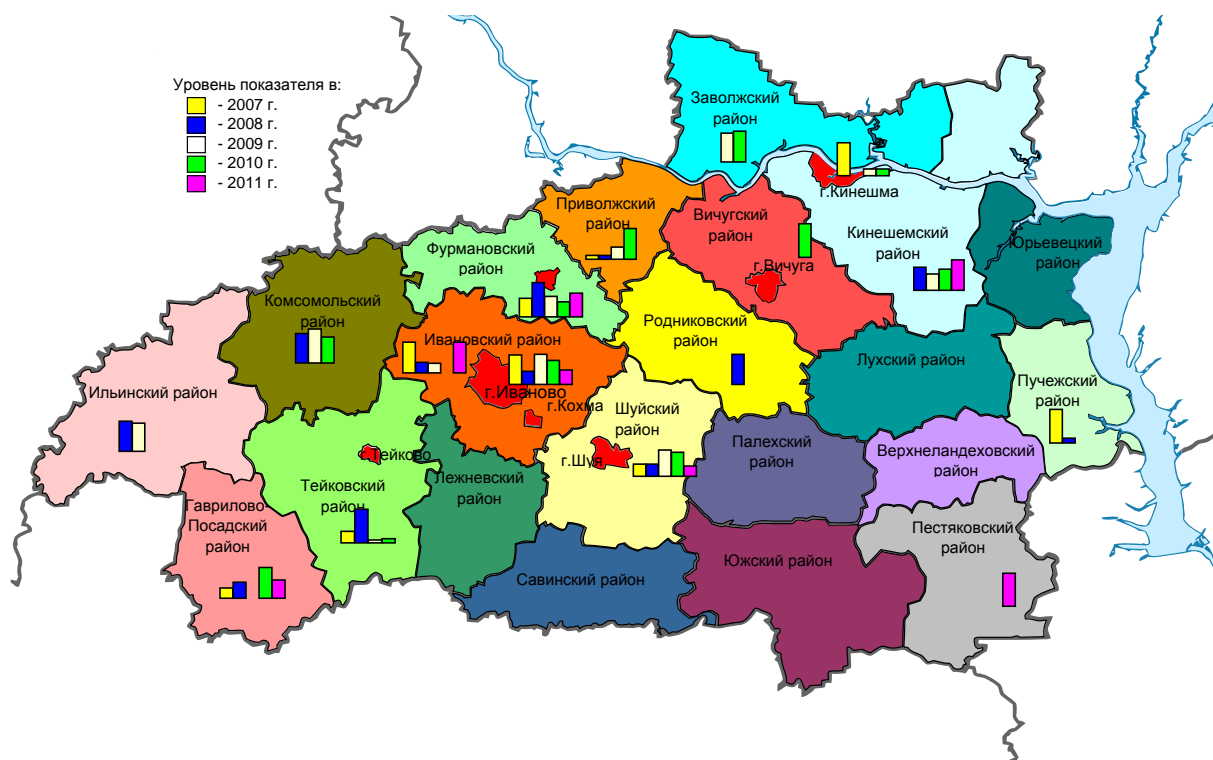 Уровень показателя в:
- 2007 г.
- 2008 г.
- 2009 г.
- 2010 г.
- 2011 г.
Заволжский
район
г.Кинешма
Приволжский
район
Вичугский
район
Кинешемский
район
Юрьевецкий
район
Фурмановский
район
г.Вичуга
Комсомольский
район
Ивановский район
Родниковский
район
Лухский район
Ильинский район
г.Иваново
г.Кохма
Шуйский
район
Пучежский
район
г.Тейково
г.Шуя
Палехский
район
Верхнеландеховский
район
Лежневский
район
Тейковский
район
Гаврилово-
Посадский
район
Пестяковский
район
Савинский район
Южский район